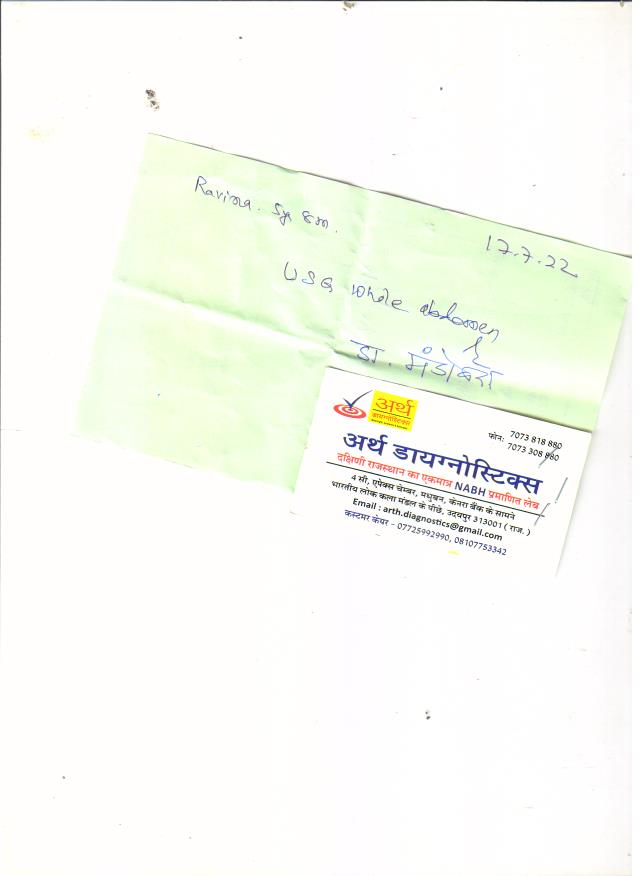 Ravina.
17.7.22
USG whole abdomen
डा. मंडोवरा
अर्थ
डायग्नोस्टिक्स
7073 818 880
फोन: 7073 308 880
अर्थ डायग्नोस्टिक्स
दक्षिणी राजस्थान का एकमात्र NABH प्रमाणित लेब
4 सी, एपेक्स चेम्बर, मधुबन, केनरा बैंक के सामने
भारतीय लोक कला मंडल के पीछे, उदयपुर 313001 ( राज. )
Email : arth.diagnostics@gmail.com
कस्टमर केयर - 07725992990, 08107753342